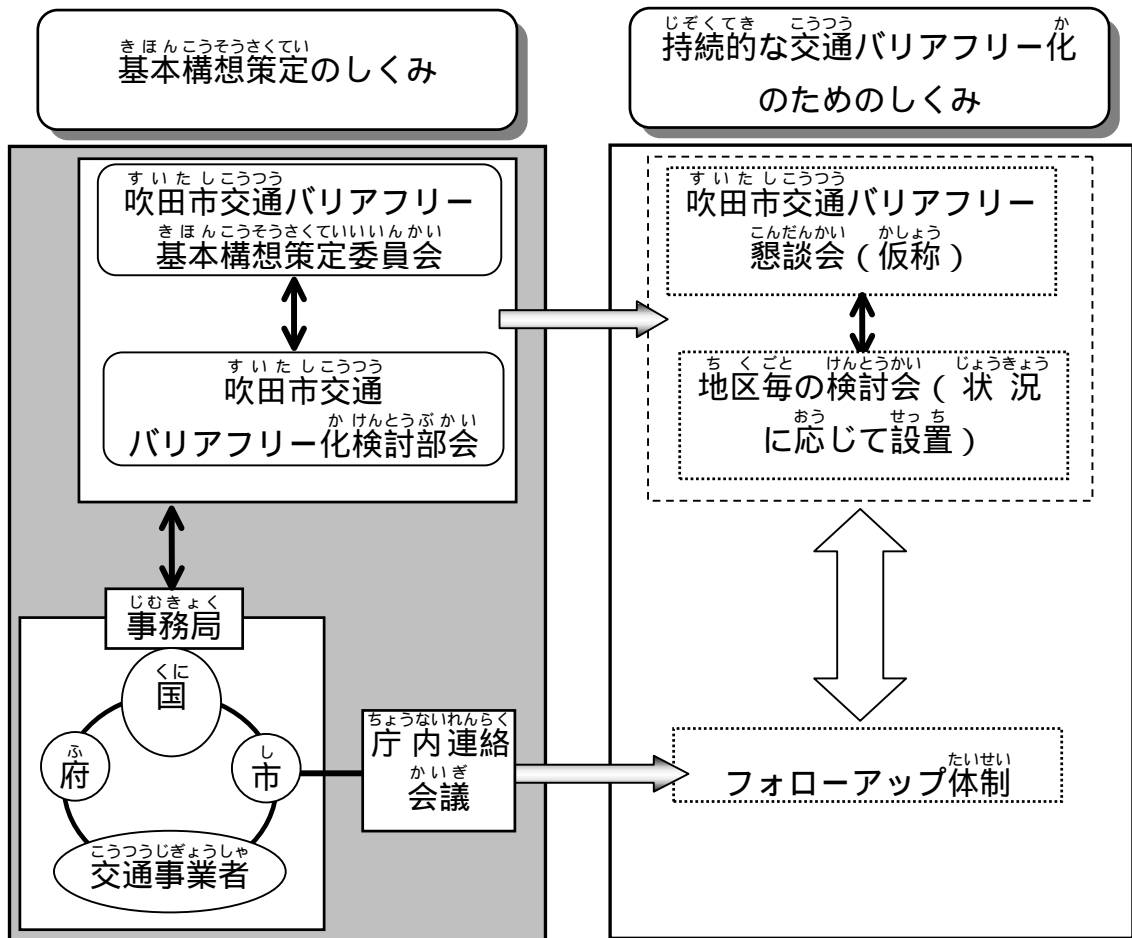 きほんこうそうさくてい
基本構想策定のしくみ
じぞくてき こうつう か
持続的な交通バリアフリー化
のためのしくみ
すいたしこうつう
吹田市交通バリアフリー
きほんこうそうさくていいいんかい
基本構想策定委員会
すいたしこうつう
吹田市交通
かけんとうぶかい
バリアフリー化検討部会
じむきょく
事務局
くに
国
ふ
府
し
市
こうつうじぎょうしゃ
交通事業者
ちょうないれんらく
庁内連絡
かいぎ
会議
すいたしこうつう
吹田市交通バリアフリー
こんだんかい かしょう
懇談会(仮称)
ちくごと けんとうかい じょうきょう
地区毎の検討会(状況
おう せっち
に応じて設置)
たいせい
フォローアップ体制